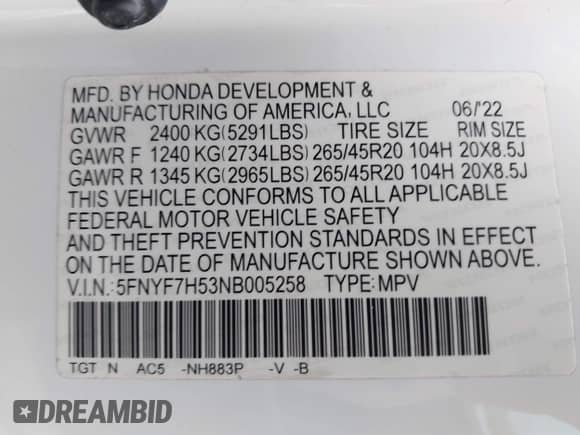 MFD. BY HONDA DEVELOPMENT &
MANUFACTURING OF AMERICA, LLC 06/'22
GVWR 2400 KG(5291LBS) TIRE SIZE RIM SIZE
GAWR F 1240 KG(2734LBS) 265/45R20 104H 20X8.5J
GAWR R 1345 KG(2965LBS) 265/45R20 104H 20X8.5J
THIS VEHICLE CONFORMS TO ALL APPLICABLE
FEDERAL MOTOR VEHICLE SAFETY
AND THEFT PREVENTION STANDARDS IN EFFECT
ON THE DATE OF MANUFACTURE SHOWN ABOVE.
V.I.N.:5FNYF7H53NB005258 TYPE:MPV
TGT N AC5 -NH883P -V -B
DREAMBID